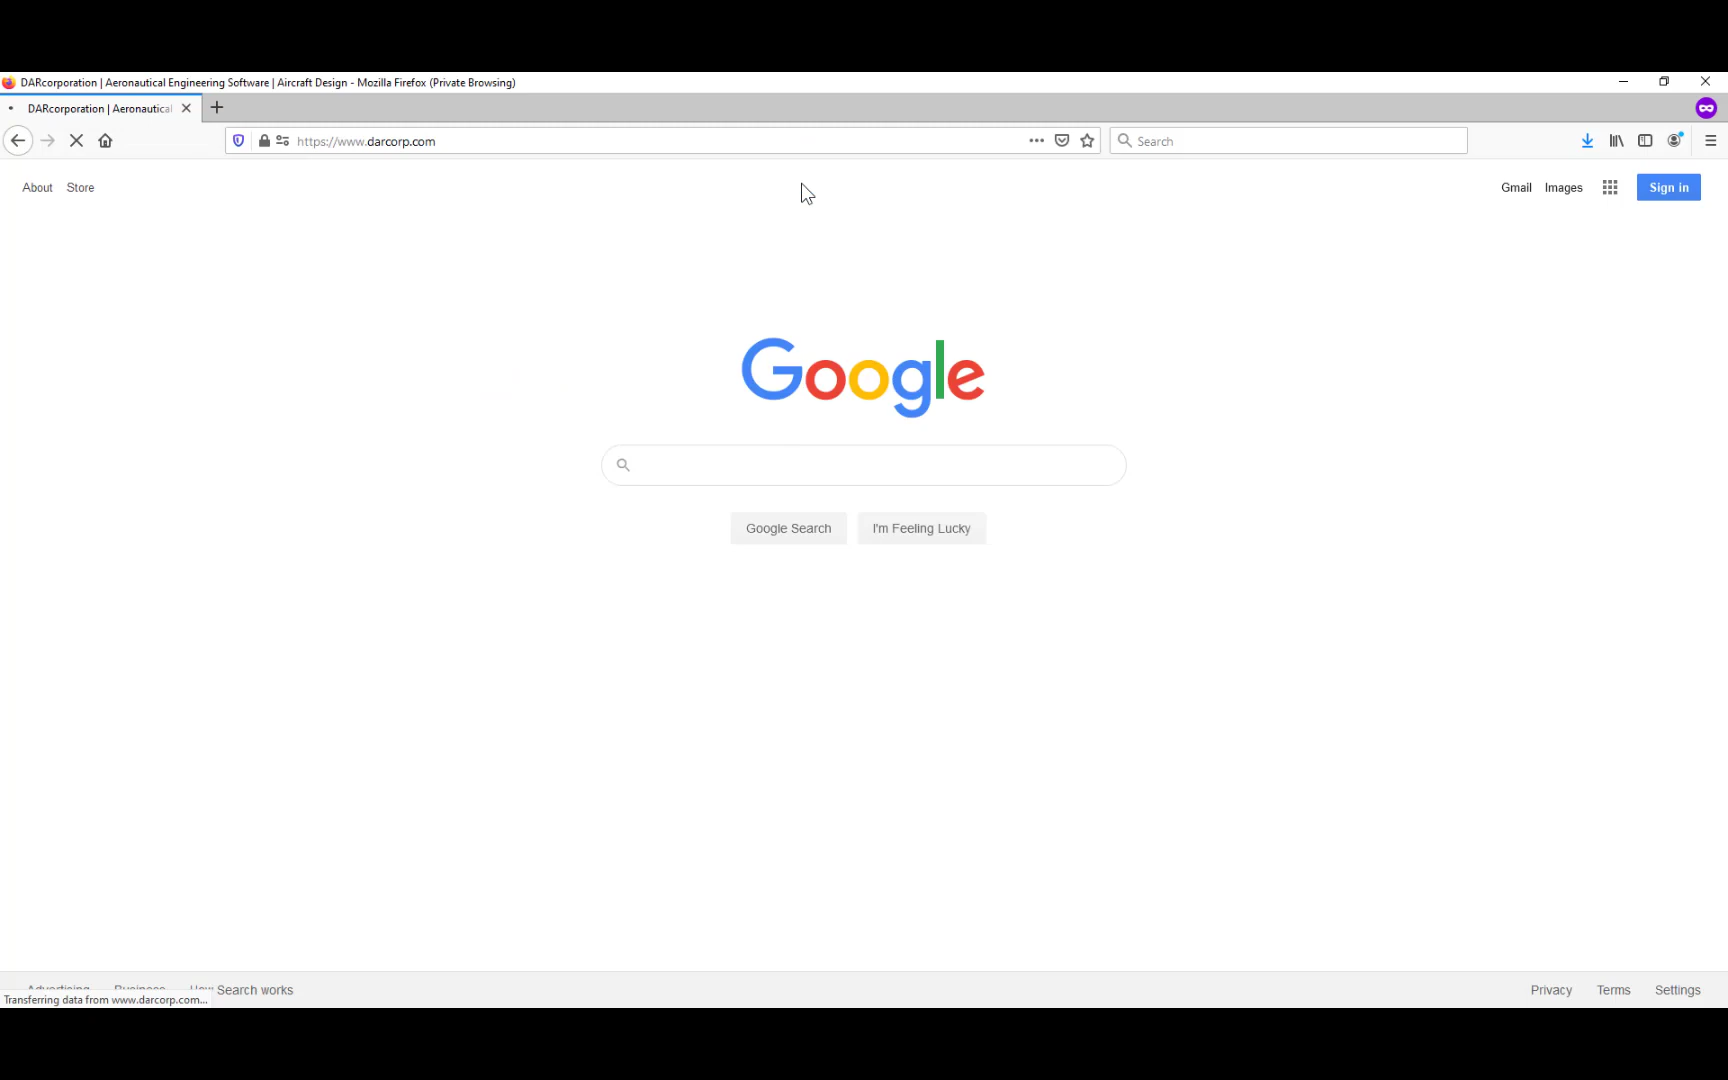 DARcorporation | Aeronautical Engineering Software | Aircraft Design - Mozilla Firefox (Private Browsing)
DARcorporation | Aeronautical
https://www.darcorp.com
Search
About Store
Gmail Images Sign in
Google
Google Search I'm Feeling Lucky
Advertising Business How Search works
Privacy Terms Settings
Transferring data from www.darcorp.com...